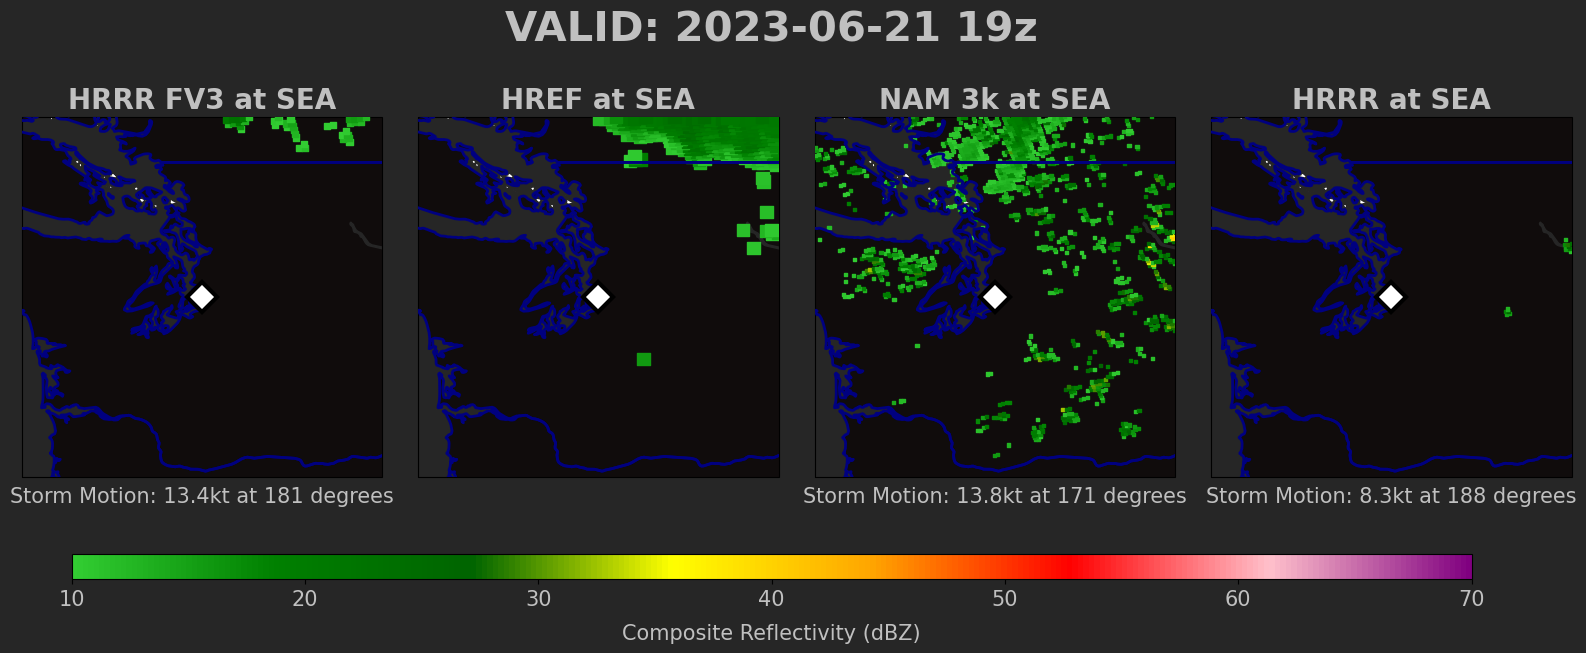 VALID: 2023-06-21 19z
HRRR FV3 at SEA
HREF at SEA
NAM 3k at SEA
HRRR at SEA
Storm Motion: 13.4kt at 181 degrees
Storm Motion: 13.8kt at 171 degrees
Storm Motion: 8.3kt at 188 degrees
10 20 30 40 50 60 70
Composite Reflectivity (dBZ)